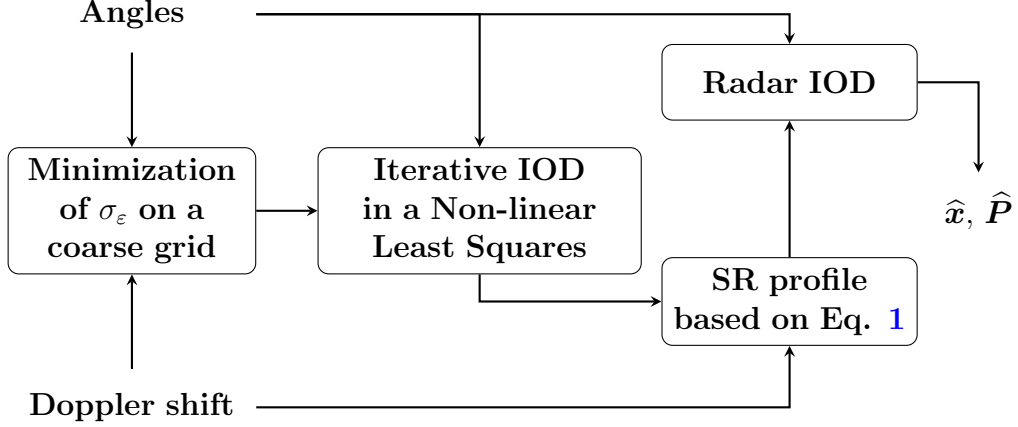 Angles
Radar IOD
Minimization
of σ_ε on a
coarse grid
Iterative IOD
in a Non-linear
Least Squares
x̂, P̂
SR profile
based on Eq. 1
Doppler shift